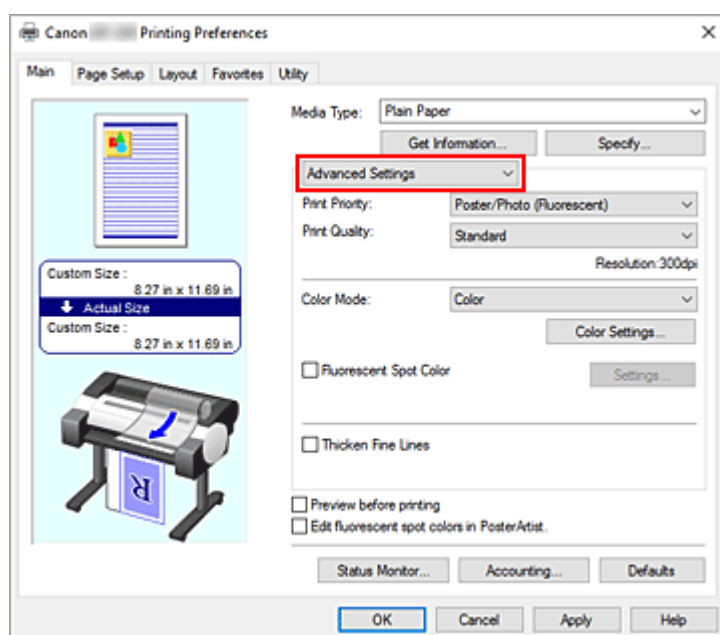 Canon Printing Preferences
Main Page Setup Layout Favorites Utility
Media Type: Plain Paper
Get Information... Specify...
Advanced Settings
Print Priority: Poster/Photo (Fluorescent)
Print Quality: Standard
Resolution:300dpi
Custom Size :
8.27 in x 11.69 in
Actual Size
Custom Size :
8.27 in x 11.69 in
Color Mode: Color
Color Settings...
Fluorescent Spot Color Settings...
Thicken Fine Lines
R
Preview before printing
Edit fluorescent spot colors in PosterArtist.
Status Monitor... Accounting... Defaults
OK Cancel Apply Help